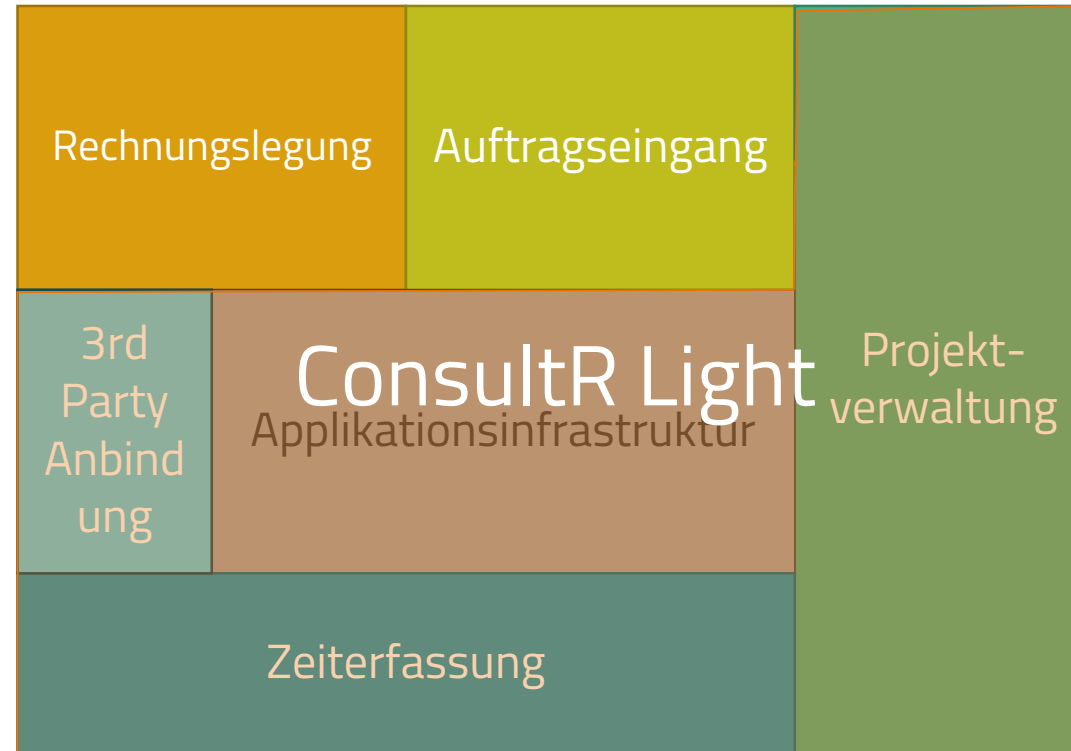 Rechnungslegung
Auftragseingang
3rd
Party
Anbind
ung
ConsultR Light
Applikationsinfrastruktur
Projekt-
verwaltung
Zeiterfassung